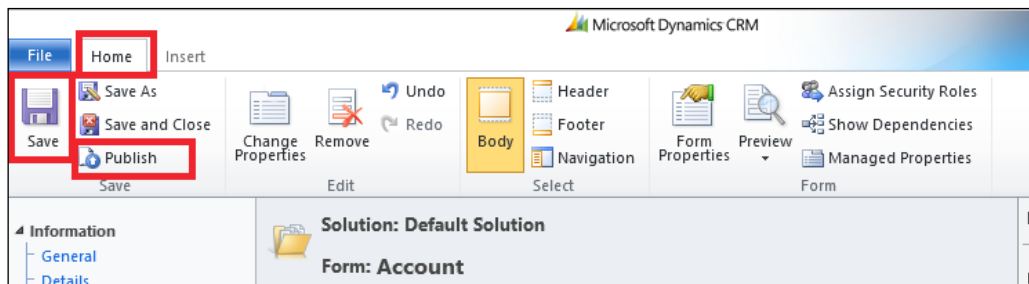 Microsoft Dynamics CRM
File Home Insert
Save
Save As
Save and Close
Publish
Save
Change Properties
Remove
Undo
Redo
Edit
Body
Header
Footer
Navigation
Select
Form Properties
Preview
Assign Security Roles
Show Dependencies
Managed Properties
Form
Information
General
Details
Solution: Default Solution
Form: Account